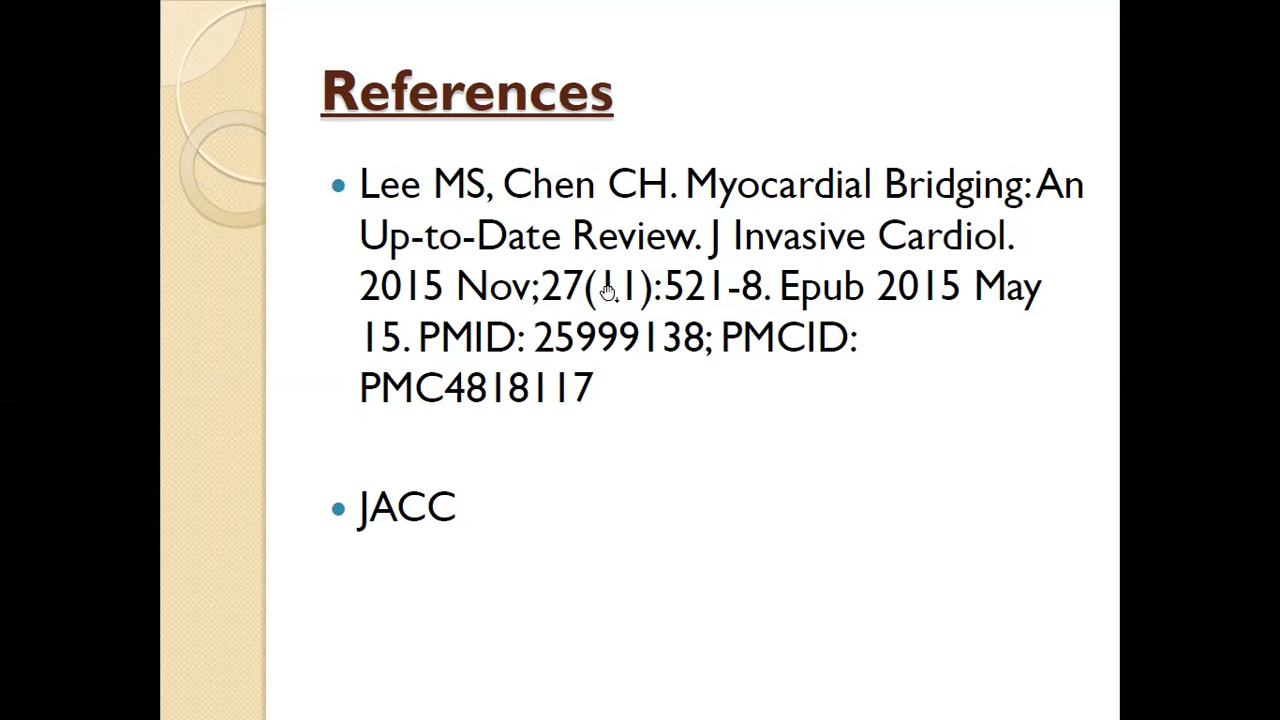 References
Lee MS, Chen CH. Myocardial Bridging: An
Up-to-Date Review. J Invasive Cardiol.
2015 Nov;27(11):521-8. Epub 2015 May
15. PMID: 25999138; PMCID:
PMC4818117
JACC